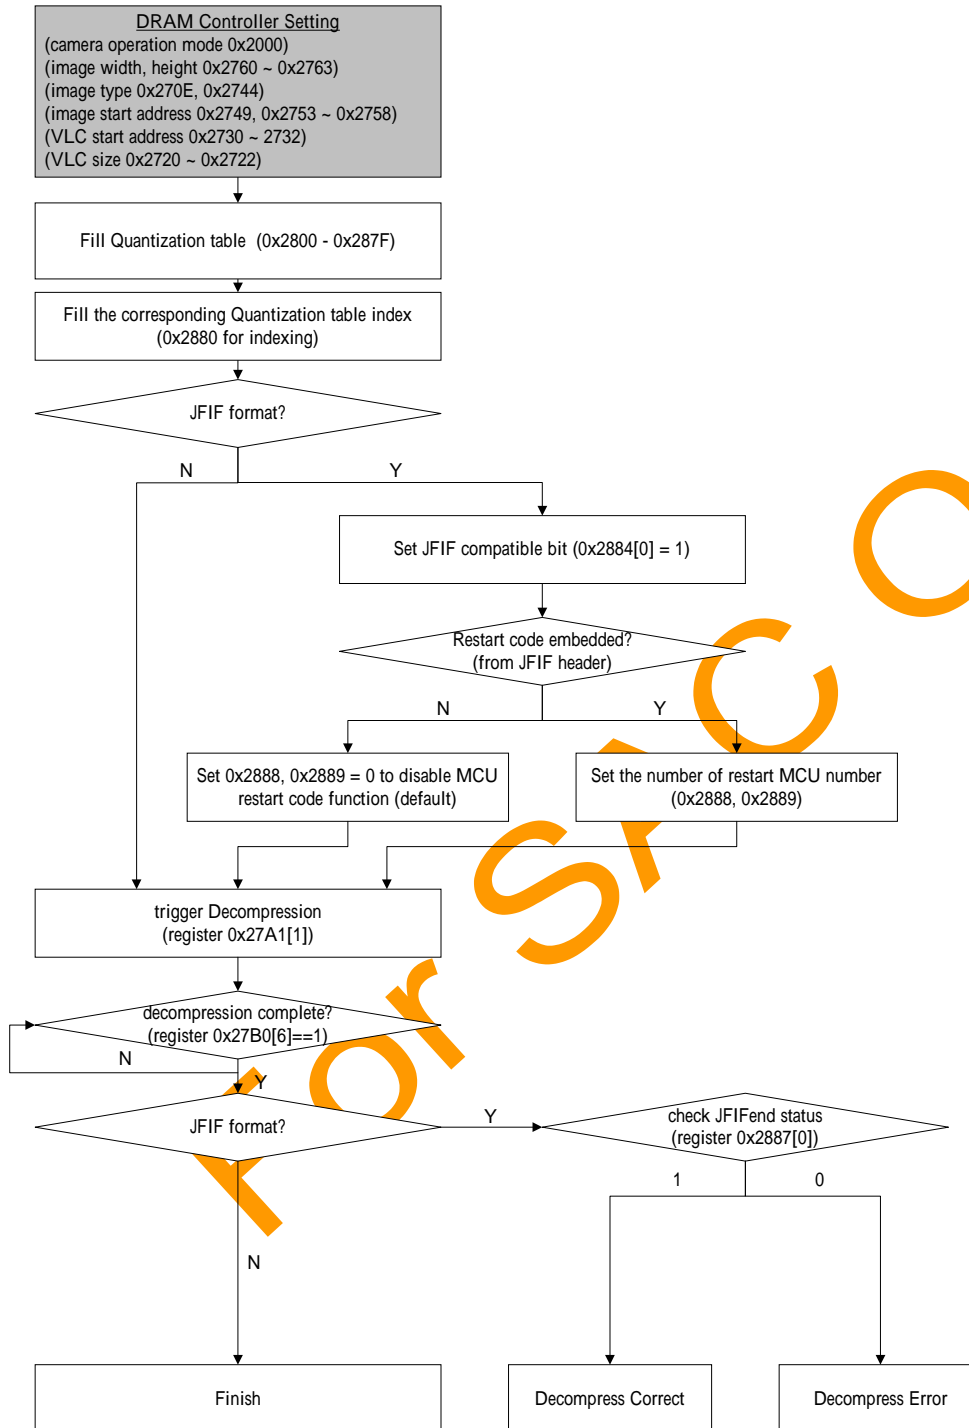 DRAM Controller Setting
(camera operation mode 0x2000)
(image width, height 0x2760 ~ 0x2763)
(image type 0x270E, 0x2744)
(image start address 0x2749, 0x2753 ~ 0x2758)
(VLC start address 0x2730 ~ 2732)
(VLC size 0x2720 ~ 0x2722)
Fill Quantization table (0x2800 - 0x287F)
Fill the corresponding Quantization table index
(0x2880 for indexing)
JFIF format?
N
Y
Set JFIF compatible bit (0x2884[0] = 1)
Restart code embedded?
(from JFIF header)
N
Y
Set 0x2888, 0x2889 = 0 to disable MCU
restart code function (default)
Set the number of restart MCU number
(0x2888, 0x2889)
trigger Decompression
(register 0x27A1[1])
decompression complete?
(register 0x27B0[6]==1)
N
Y
JFIF format?
Y
check JFIFend status
(register 0x2887[0])
1
0
N
Finish
Decompress Correct
Decompress Error
For SAC O